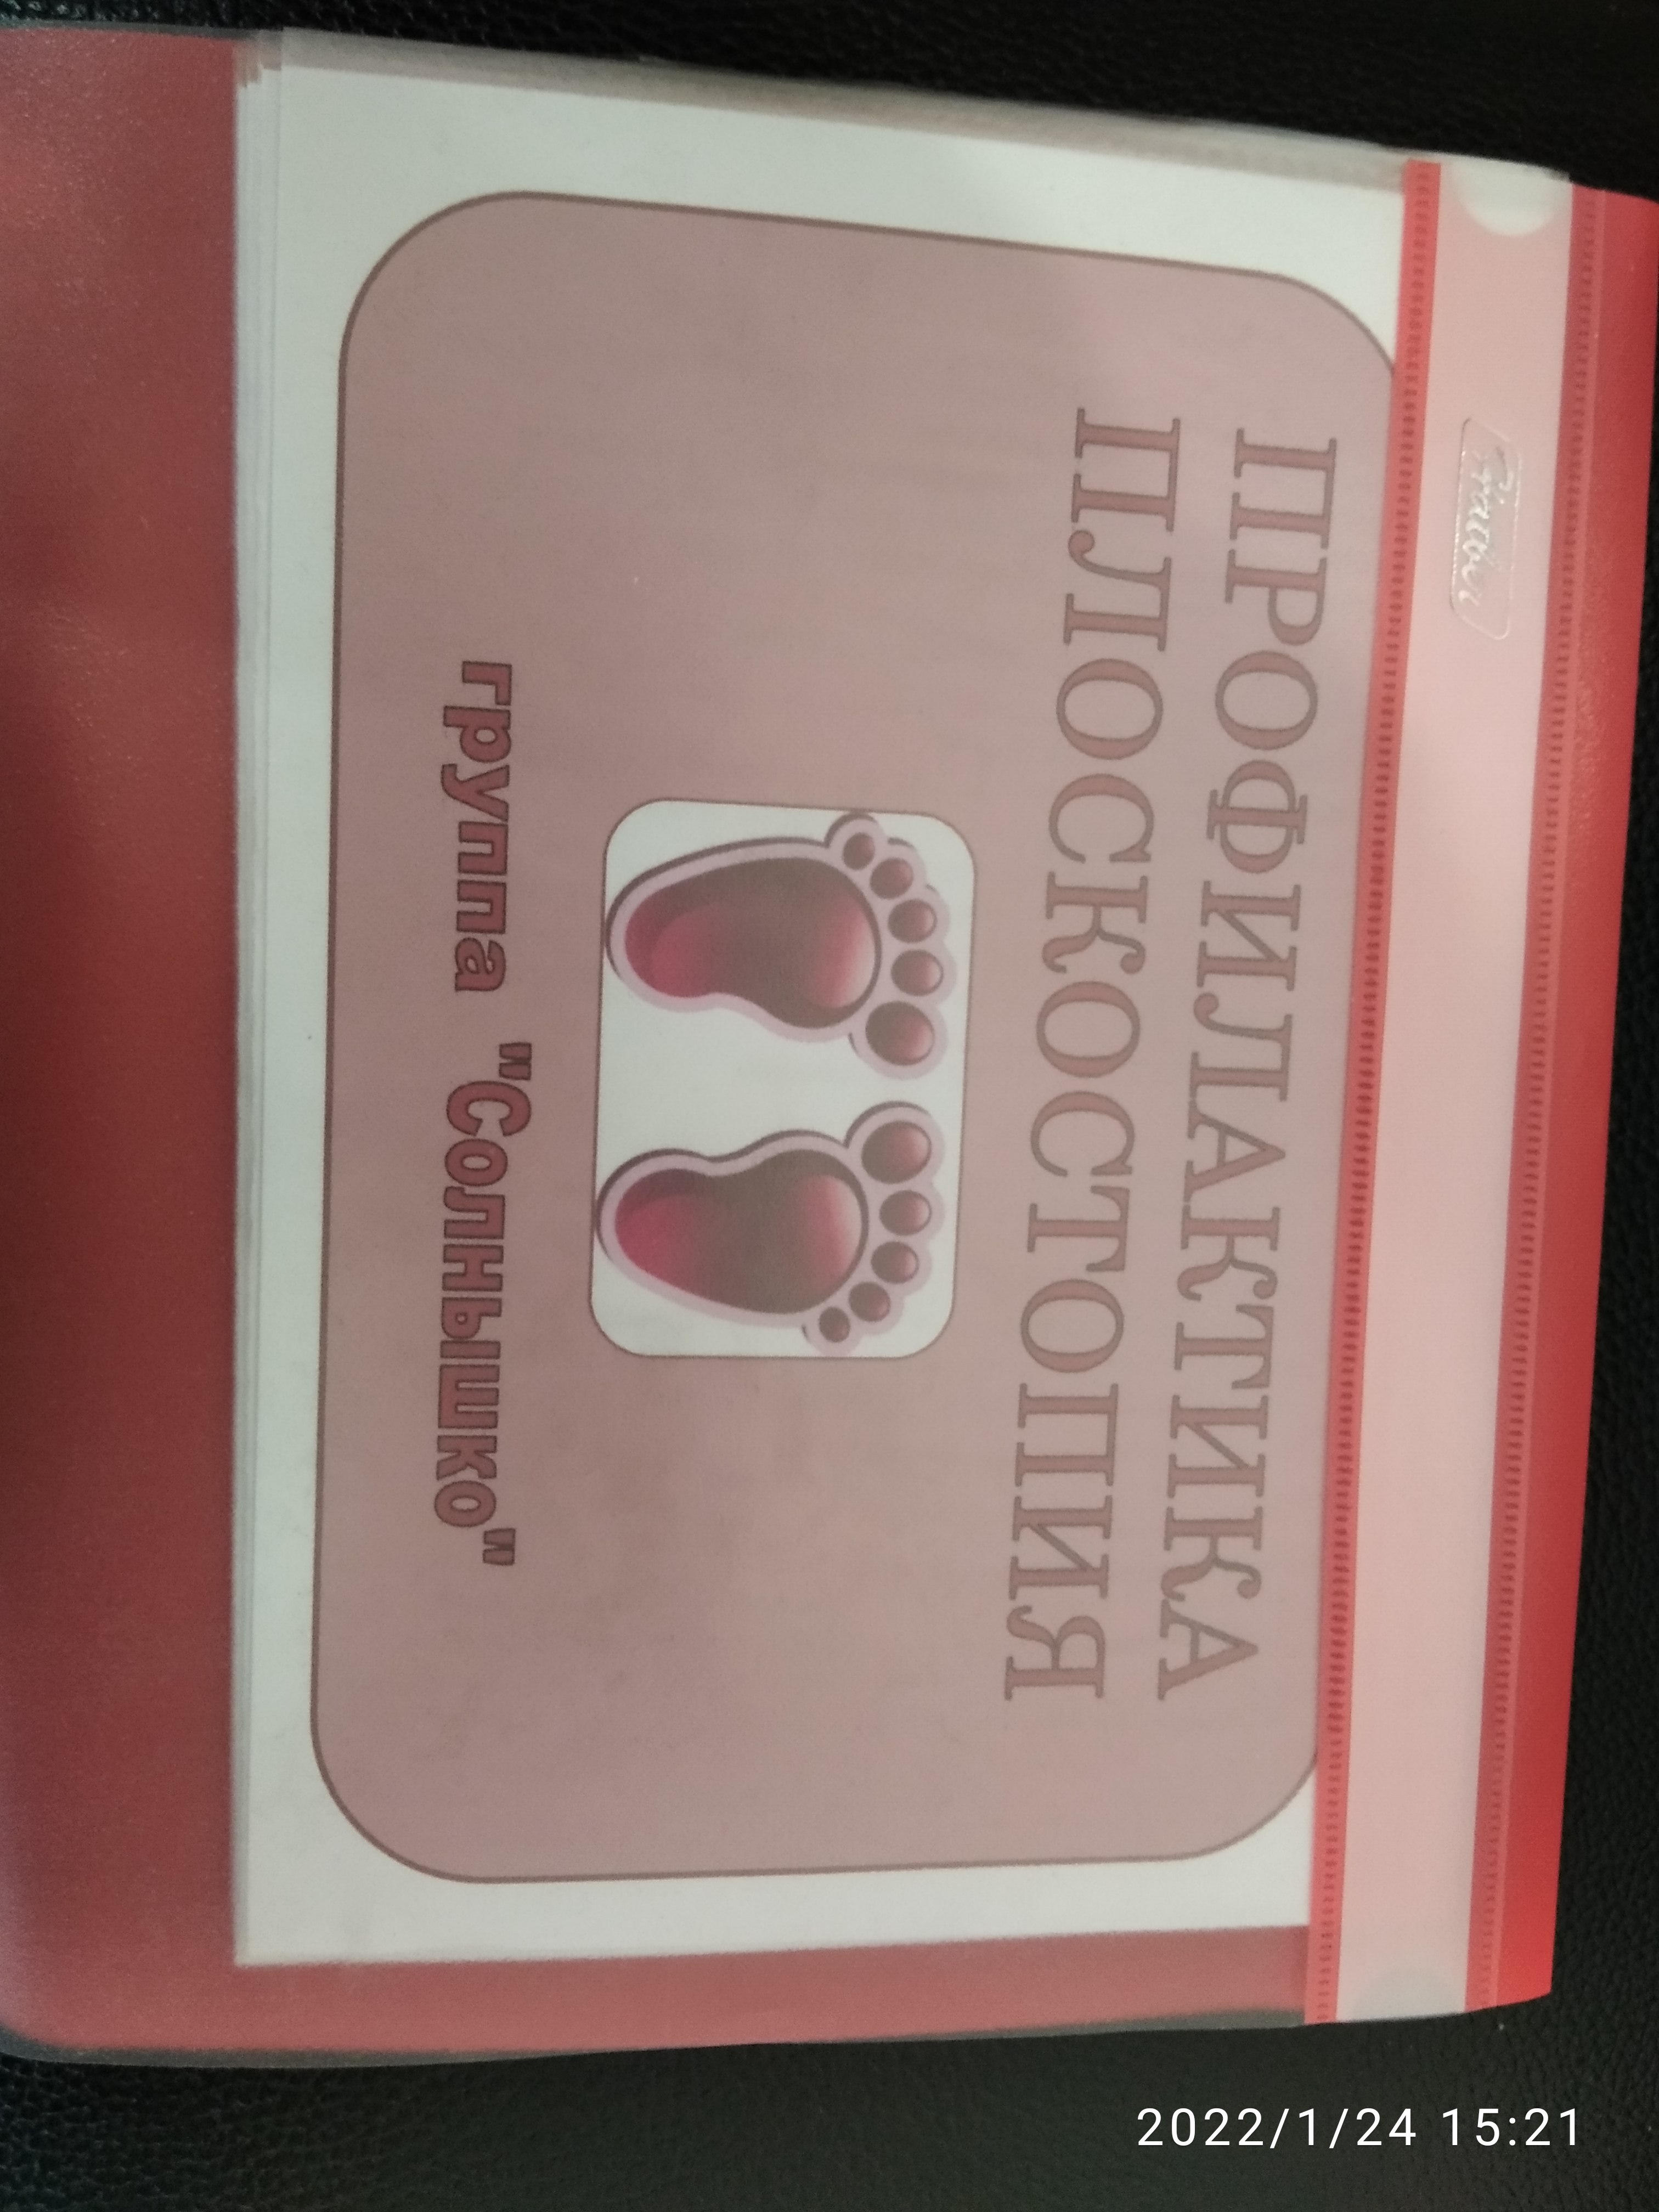 ПРОФИЛАКТИКА
ПЛОСКОСТОПИЯ
группа "Солнышко"
2022/1/24 15:21